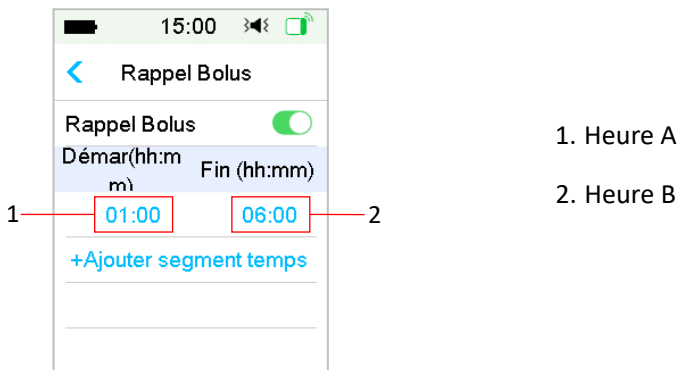 15:00
Rappel Bolus
Rappel Bolus
Démar(hh:m
m)
Fin (hh:mm)
1
01:00
06:00
2
+Ajouter segment temps
1. Heure A
2. Heure B